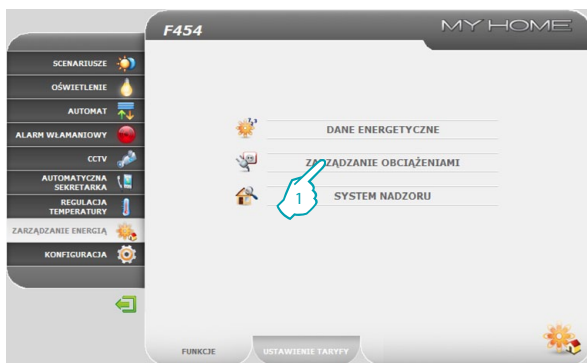 F454
MY HOME
SCENARIUSZE
OŚWIETLENIE
AUTOMAT
ALARM WŁAMANIOWY
CCTV
AUTOMATYCZNA
SEKRETARKA
REGULACJA
TEMPERATURY
ZARZĄDZANIE ENERGIĄ
KONFIGURACJA
DANE ENERGETYCZNE
ZARZĄDZANIE OBCIĄŻENIAMI
SYSTEM NADZORU
1
FUNKCJE
USTAWIENIE TARYFY